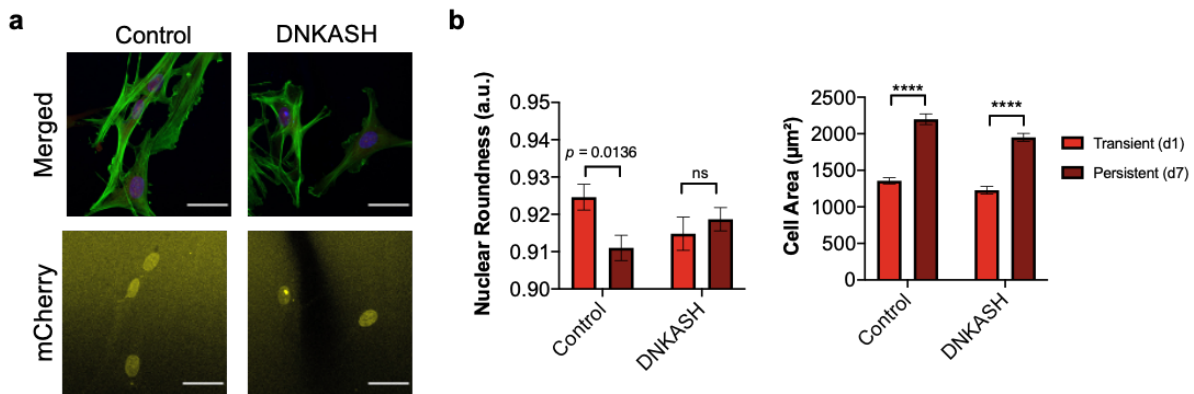 a
Control
DNKASH
Merged
mCherry
b
Nuclear Roundness (a.u.)
0.95
0.94
0.93
0.92
0.91
0.90
p = 0.0136
ns
Control
DNKASH
Cell Area (µm²)
2500
2000
1500
1000
500
0
****
****
Control
DNKASH
Transient (d1)
Persistent (d7)